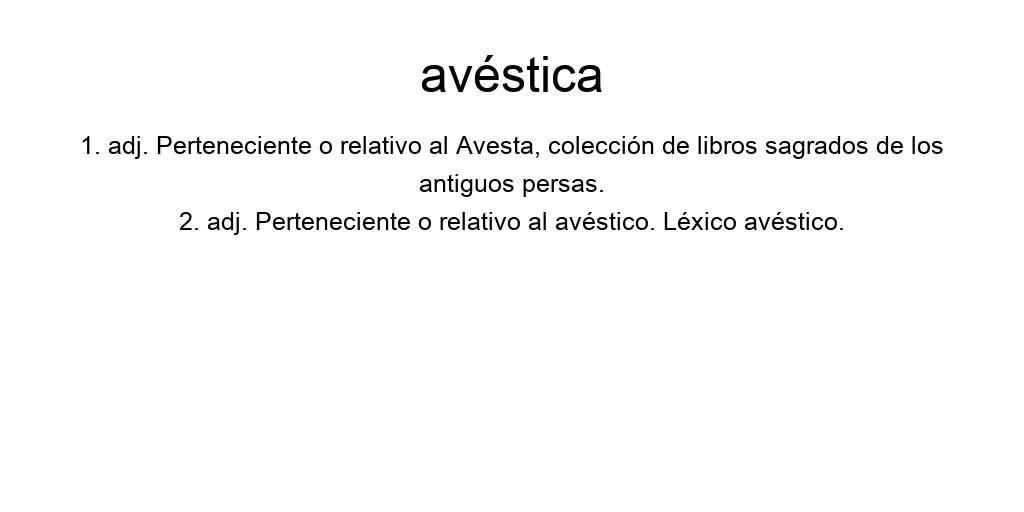 avéstica
1. adj. Perteneciente o relativo al Avesta, colección de libros sagrados de los
antiguos persas.
2. adj. Perteneciente o relativo al avéstico. Léxico avéstico.